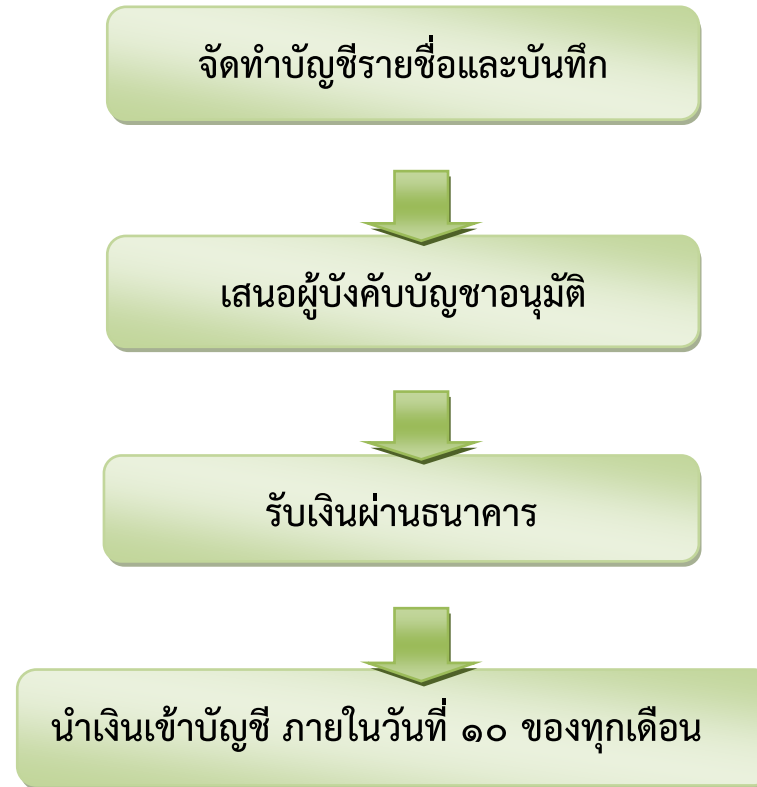 จัดทำบัญชีรายชื่อและบันทึก
เสนอผู้บังคับบัญชาอนุมัติ
รับเงินผ่านธนาคาร
นำเงินเข้าบัญชี ภายในวันที่ ๑๐ ของทุกเดือน